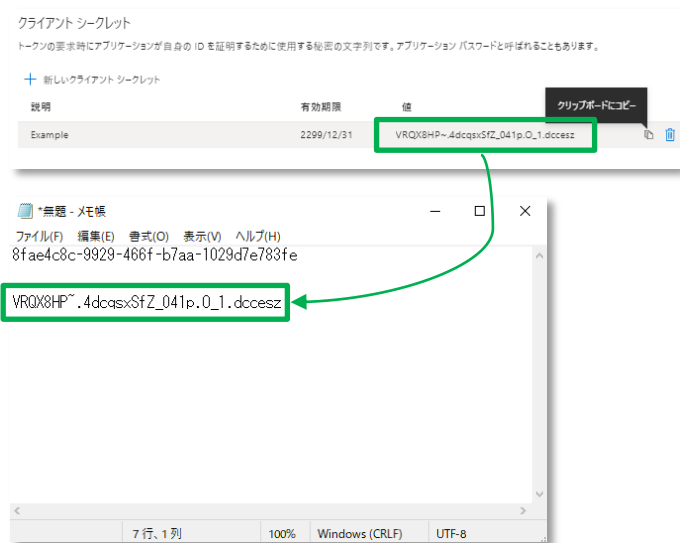 クライアント シークレット
トークンの要求時にアプリケーションが自身の ID を証明するために使用する秘密の文字列です。アプリケーション パスワードと呼ばれることもあります。
＋ 新しいクライアント シークレット
説明 有効期限 値
クリップボードにコピー
Example 2299/12/31 VRQX8HP~.4dcqsxSfZ_041p.O_1.dccesz
*無題 - メモ帳
ファイル(F) 編集(E) 書式(O) 表示(V) ヘルプ(H)
8fae4c8c-9929-466f-b7aa-1029d7e783fe
VRQX8HP~.4dcqsxSfZ_041p.O_1.dccesz
7 行、1 列 100% Windows (CRLF) UTF-8